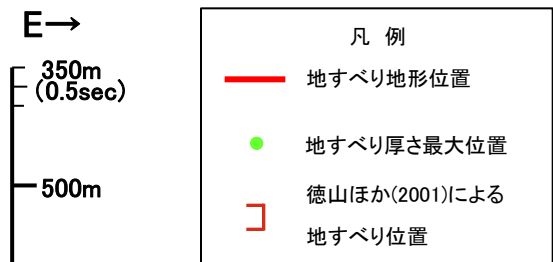 E→
350m
(0.5sec)
500m
凡 例
地すべり地形位置
地すべり厚さ最大位置
徳山ほか(2001)による
地すべり位置